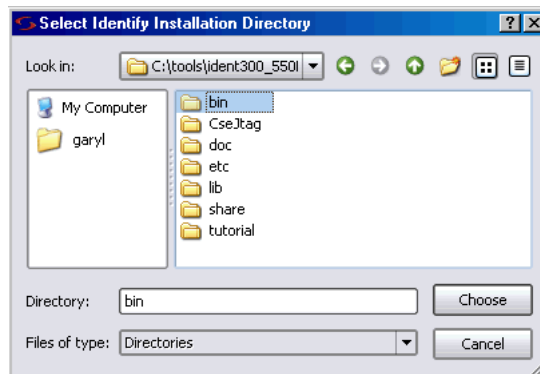 Select Identify Installation Directory
Look in: C:\tools\ident300_550
My Computer
garyl
bin
CseJtag
doc
etc
lib
share
tutorial
Directory: bin Choose
Files of type: Directories Cancel